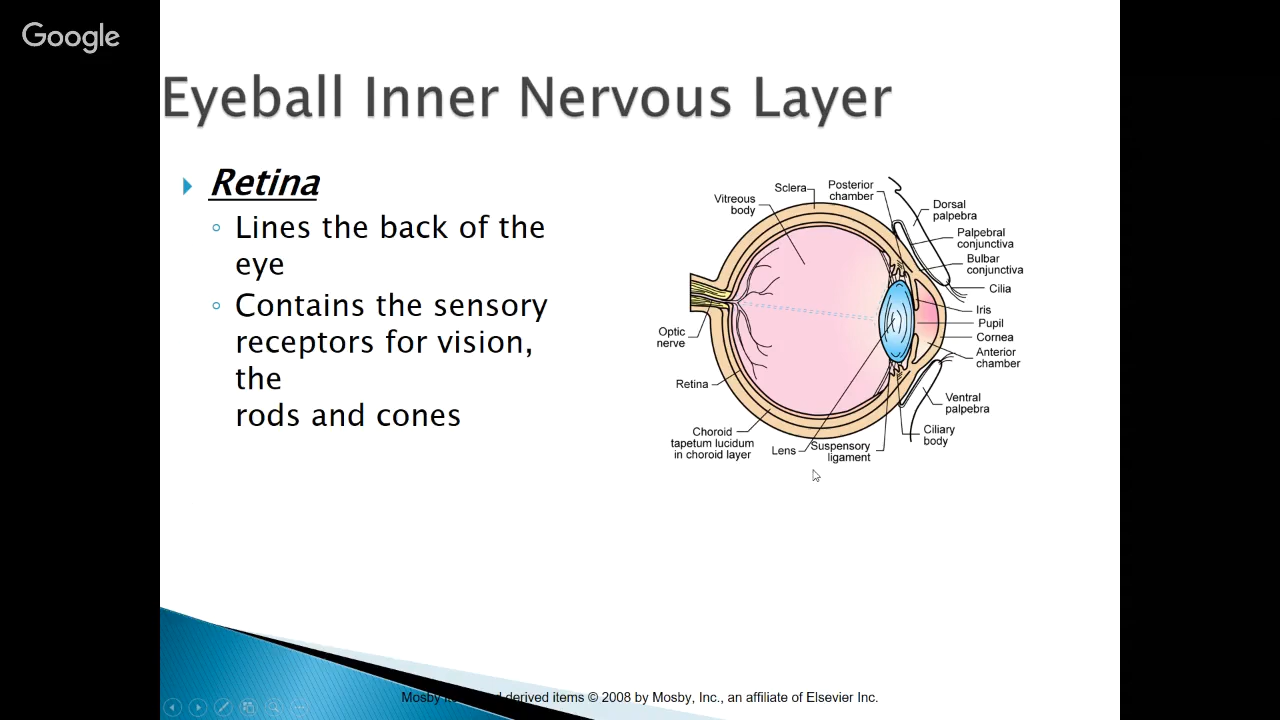 Google
Eyeball Inner Nervous Layer
Retina
Lines the back of the
eye
Contains the sensory
receptors for vision,
the
rods and cones
Sclera
Posterior
chamber
Vitreous
body
Dorsal
palpebra
Palpebral
conjunctiva
Bulbar
conjunctiva
Cilia
Iris
Pupil
Cornea
Anterior
chamber
Optic
nerve
Retina
Ventral
palpebra
Choroid
tapetum lucidum
in choroid layer
Lens
Suspensory
ligament
Ciliary
body
Mosby derived items © 2008 by Mosby, Inc., an affiliate of Elsevier Inc.